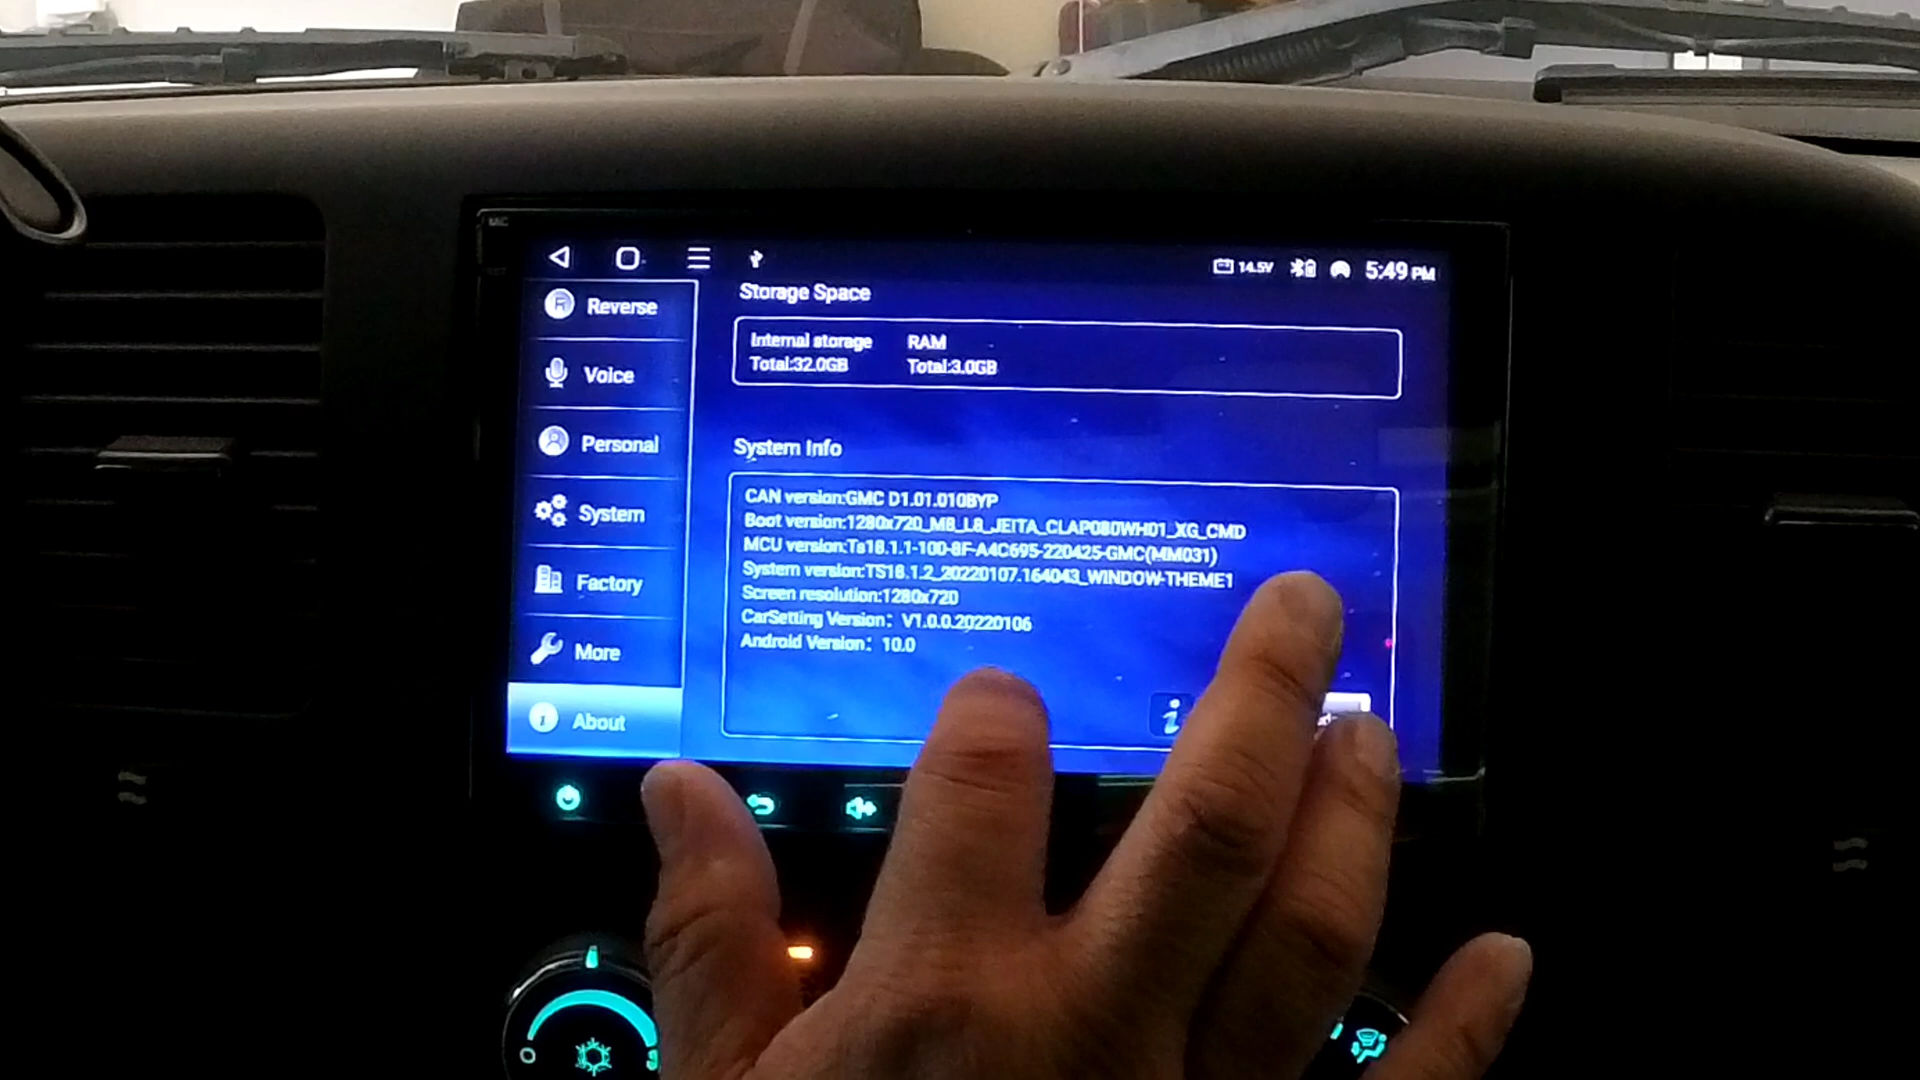 MIC
14.5V
5:49 PM
Reverse
Voice
Personal
System
Factory
More
About
Storage Space
Internal storage RAM
Total:32.0GB Total:3.0GB
System Info
CAN version:GMC D1.01.010BYP
Boot version:1280x720_M8_L8_JEITA_CLAP080WH01_XG_CMD
MCU version:Ts18.1.1-100-8F-A4C695-220425-GMC(MM031)
System version:TS18.1.2_20220107.164043_WINDOW-THEME1
Screen resolution:1280x720
CarSetting Version: V1.0.0.20220106
Android Version: 10.0